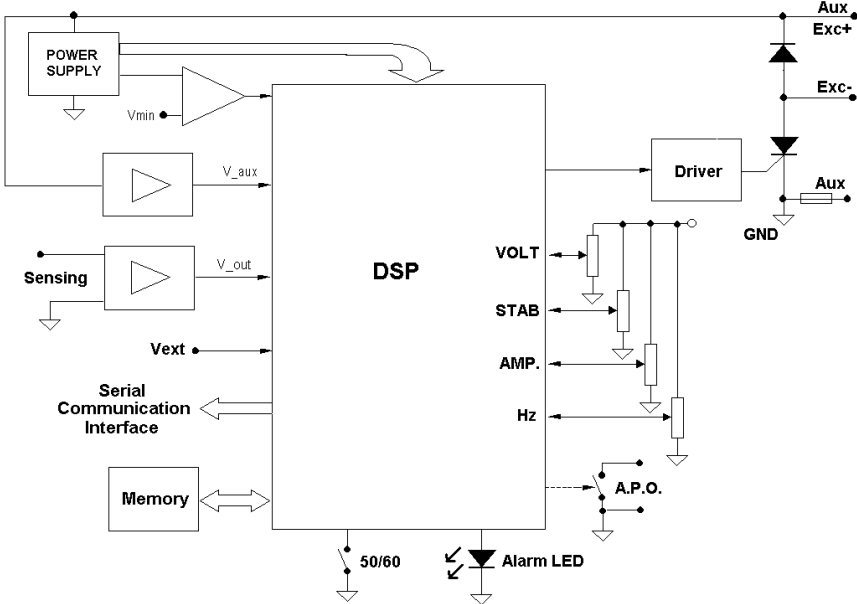 Aux
Exc+
POWER
SUPPLY
Exc-
Vmin
V_aux
Driver
Aux
GND
V_out
Sensing
DSP
VOLT
STAB
Vext
AMP.
Serial
Communication
Interface
Hz
Memory
A.P.O.
50/60
Alarm LED